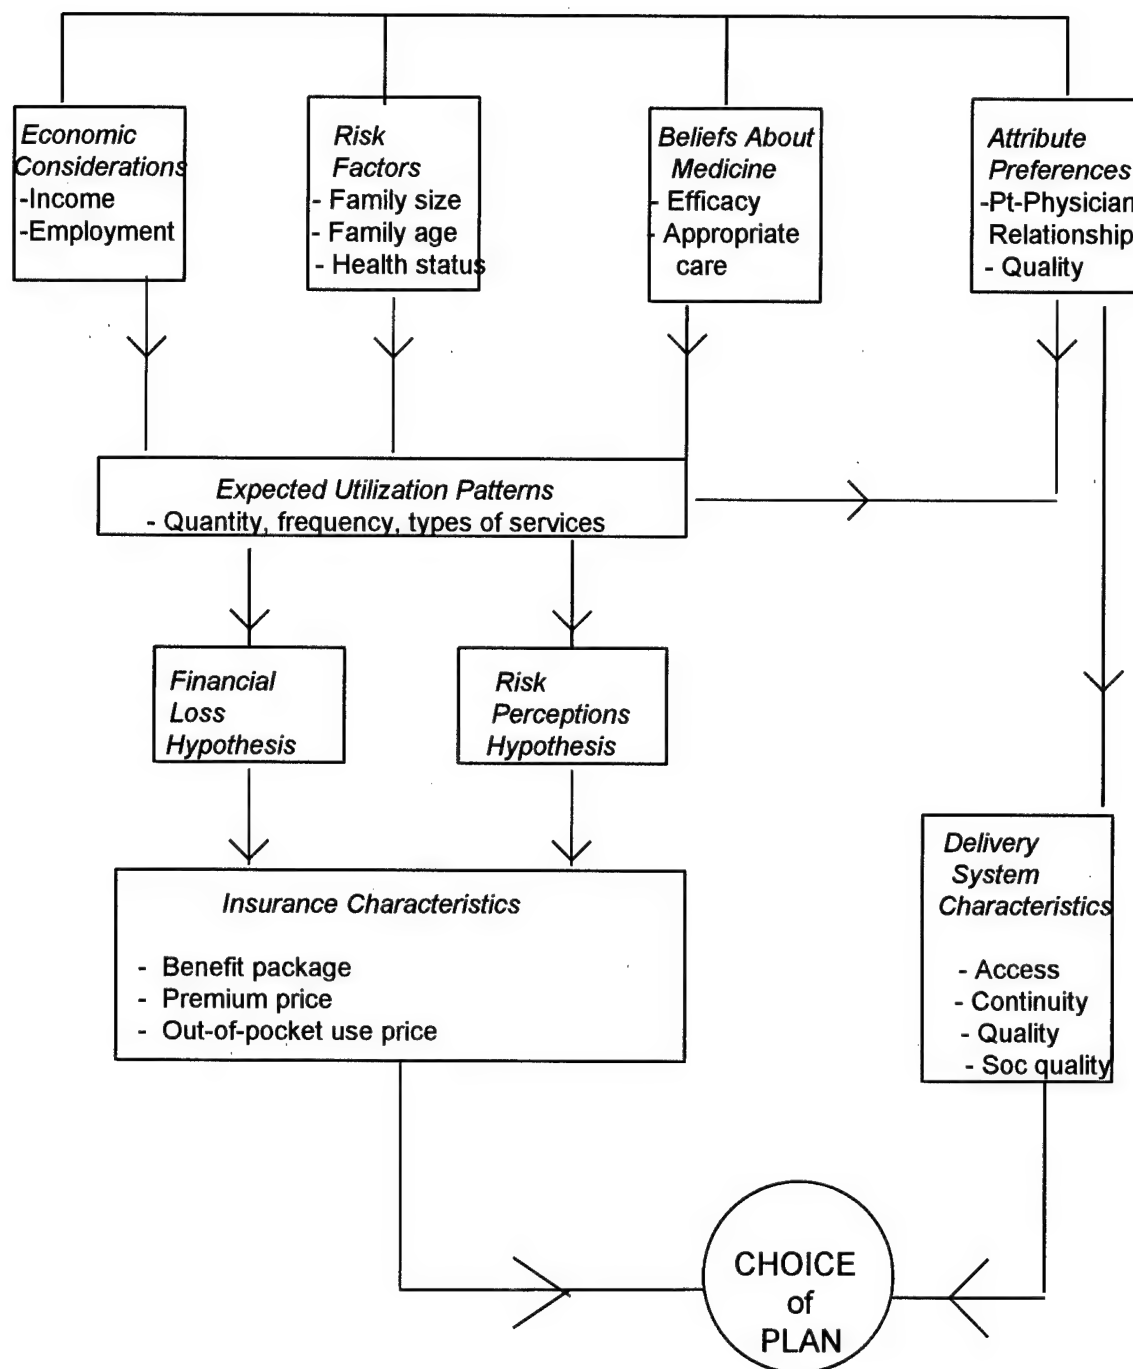 Economic
Considerations
-Income
-Employment
Risk
Factors
- Family size
- Family age
- Health status
Beliefs About
Medicine
- Efficacy
- Appropriate
care
Attribute
Preferences
-Pt-Physician
Relationship
- Quality
Expected Utilization Patterns
- Quantity, frequency, types of services
Financial
Loss
Hypothesis
Risk
Perceptions
Hypothesis
Insurance Characteristics
- Benefit package
- Premium price
- Out-of-pocket use price
Delivery
System
Characteristics
- Access
- Continuity
- Quality
- Soc quality
CHOICE
of
PLAN